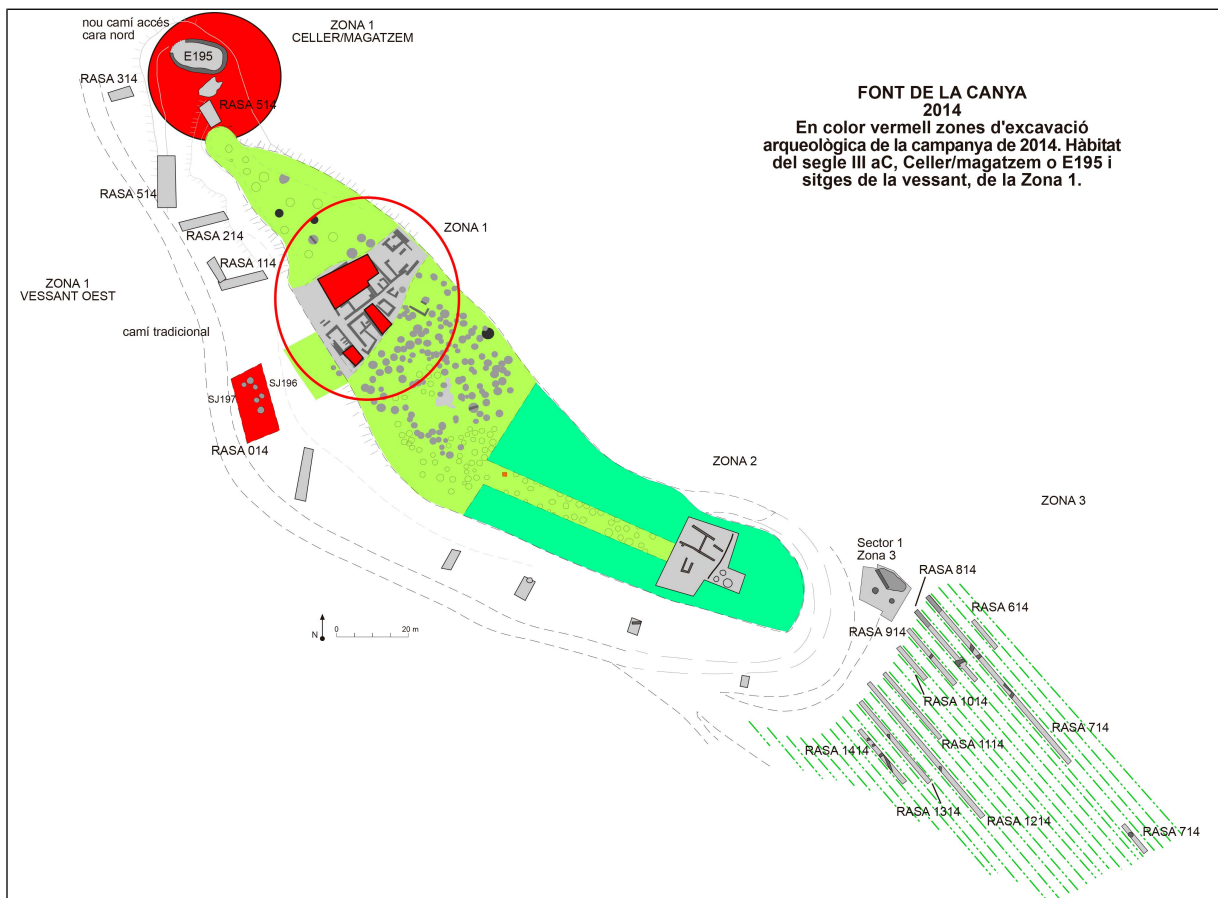 nou camí accés
cara nord
ZONA 1
CELLER/MAGATZEM
E195
RASA 314
RASA 514
FONT DE LA CANYA
2014
En color vermell zones d'excavació
arqueològica de la campanya de 2014. Hàbitat
del segle III aC, Celler/magatzem o E195 i
sitges de la vessant, de la Zona 1.
RASA 514
RASA 214
ZONA 1
RASA 114
ZONA 1
VESSANT OEST
camí tradicional
SJ196
SJ197
RASA 014
ZONA 2
ZONA 3
Sector 1
Zona 3
RASA 814
RASA 614
RASA 914
N
0
20 m
RASA 1014
RASA 714
RASA 1114
RASA 1414
RASA 1314
RASA 1214
RASA 714